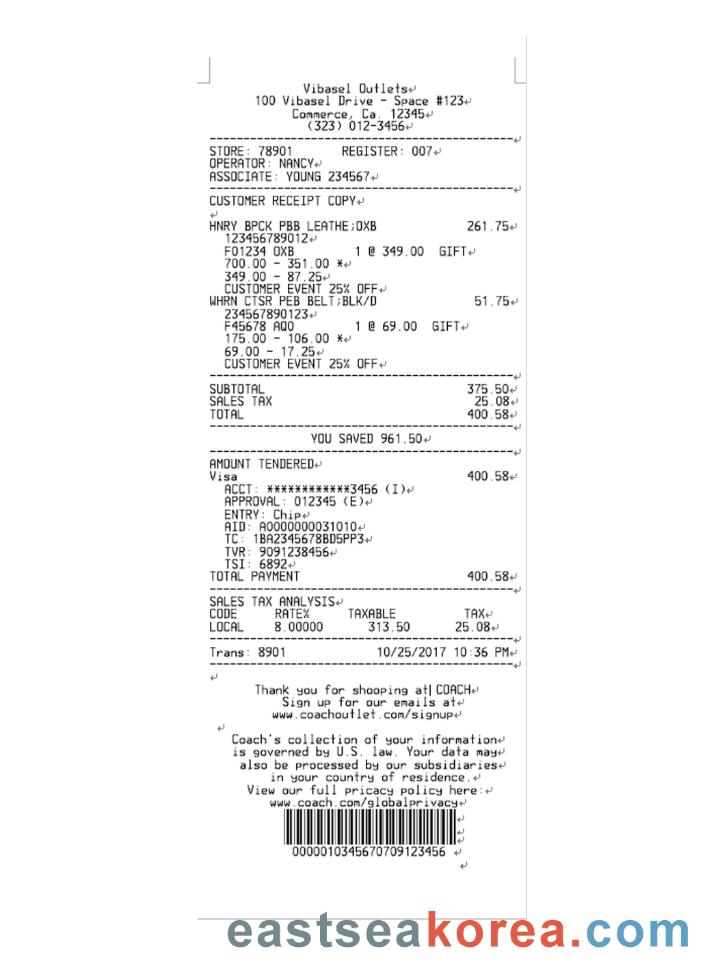 Vibasel Outlets
100 Vibasel Drive - Space #123
Commerce, Ca. 12345
(323) 012-3456
STORE: 78901 REGISTER: 007
OPERATOR: NANCY
ASSOCIATE: YOUNG 234567
CUSTOMER RECEIPT COPY
HNRY BPCK PBB LEATHE;OXB 261.75
123456789012
F01234 OXB 1 @ 349.00 GIFT
700.00 - 351.00 *
349.00 - 87.25
CUSTOMER EVENT 25% OFF
WHRN CTSR PEB BELT;BLK/D 51.75
234567890123
F45678 AQO 1 @ 69.00 GIFT
175.00 - 106.00 *
69.00 - 17.25
CUSTOMER EVENT 25% OFF
SUBTOTAL 375.50
SALES TAX 25.08
TOTAL 400.58
YOU SAVED 961.50
AMOUNT TENDERED
Visa 400.58
ACCT: ************3456 (I)
APPROVAL: 012345 (E)
ENTRY: Chip
AID: A0000000031010
TC: 1BA2345678BD5PP3
TVR: 9091238456
TSI: 6892
TOTAL PAYMENT 400.58
SALES TAX ANALYSIS
CODE RATE% TAXABLE TAX
LOCAL 8.00000 313.50 25.08
Trans: 8901 10/25/2017 10:36 PM
Thank you for shooping at COACH
Sign up for our emails at
www.coachoutlet.com/signup
Coach's collection of your information
is governed by U.S. law. Your data may
also be processed by our subsidiaries
in your country of residence.
View our full pricacy policy here:
www.coach.com/globalprivacy
0000010345670709123456
eastseakorea.com